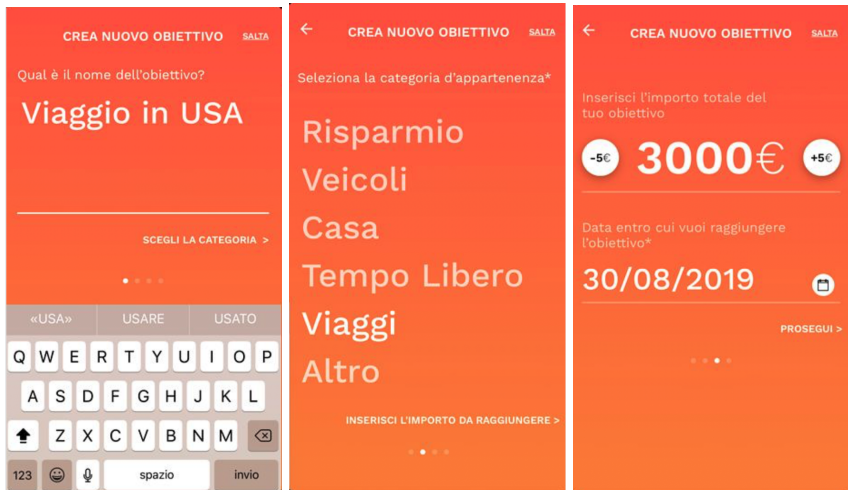 CREA NUOVO OBIETTIVO SALTA
Qual è il nome dell'obiettivo?
Viaggio in USA
SCEGLI LA CATEGORIA >
«USA» USARE USATO
Q W E R T Y U I O P
A S D F G H J K L
Z X C V B N M
123 spazio invio
CREA NUOVO OBIETTIVO SALTA
Seleziona la categoria d'appartenenza*
Risparmio
Veicoli
Casa
Tempo Libero
Viaggi
Altro
INSERISCI L'IMPORTO DA RAGGIUNGERE >
CREA NUOVO OBIETTIVO SALTA
Inserisci l'importo totale del
tuo obiettivo
-5€ 3000€ +5€
Data entro cui vuoi raggiungere
l'obiettivo*
30/08/2019
PROSEGUI >